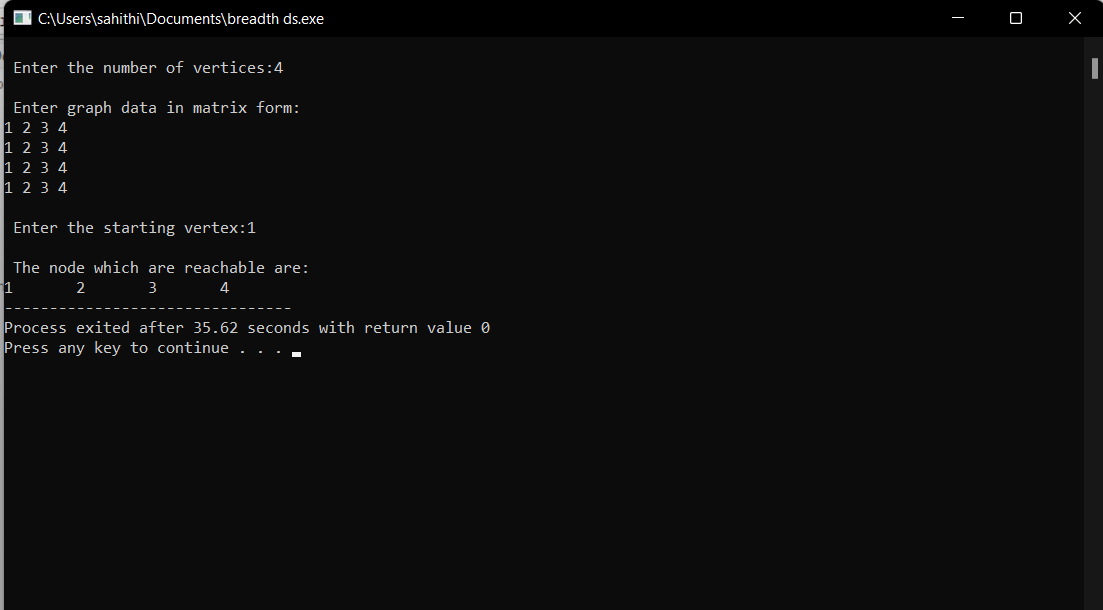 C:\Users\sahithi\Documents\breadth ds.exe
Enter the number of vertices:4
Enter graph data in matrix form:
1 2 3 4
1 2 3 4
1 2 3 4
1 2 3 4
Enter the starting vertex:1
The node which are reachable are:
1 2 3 4
--------------------------------
Process exited after 35.62 seconds with return value 0
Press any key to continue . . .